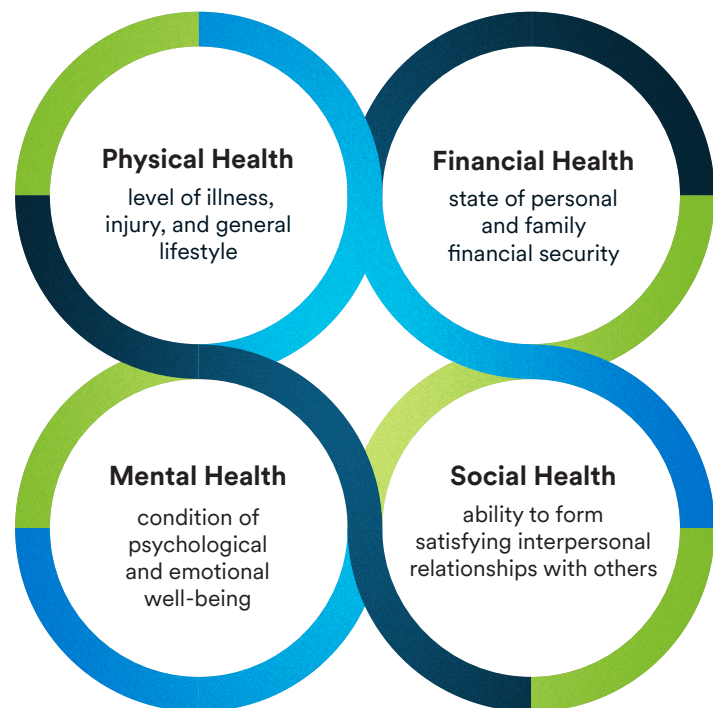 Physical Health
level of illness,
injury, and general
lifestyle
Financial Health
state of personal
and family
financial security
Mental Health
condition of
psychological
and emotional
well-being
Social Health
ability to form
satisfying interpersonal
relationships with others